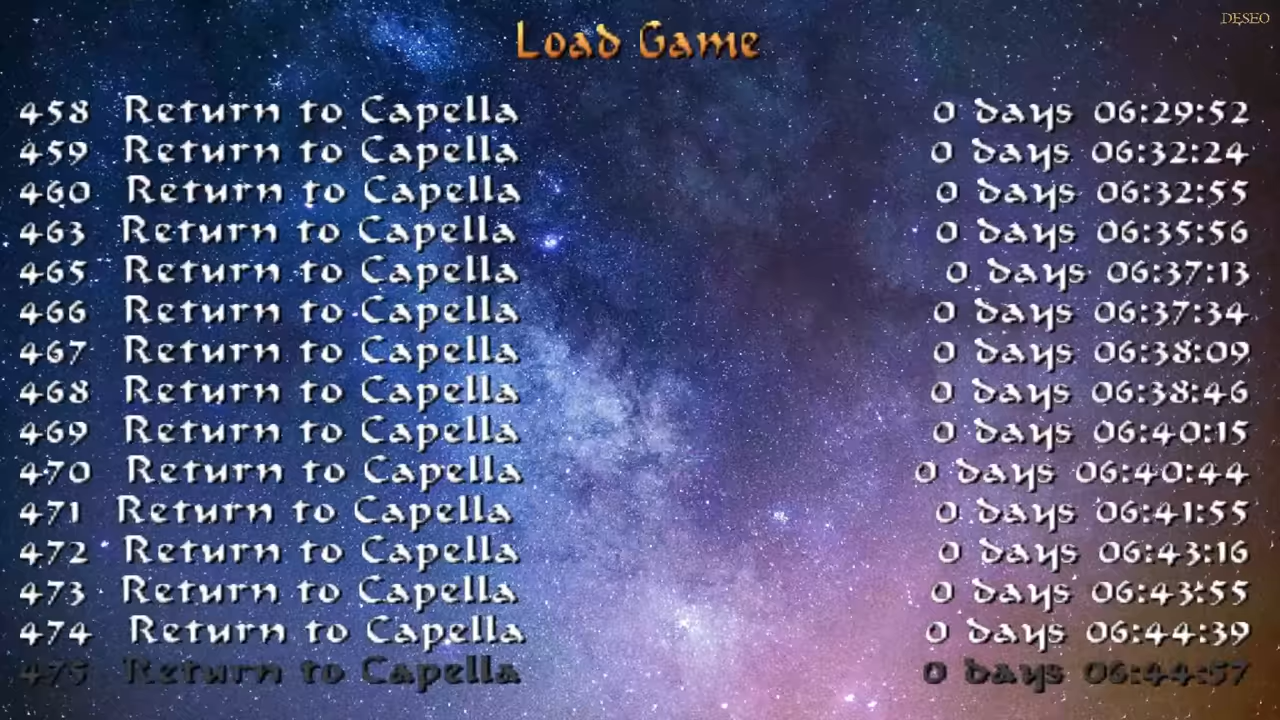 DESEO
Load Game
458 Return to Capella 0 days 06:29:52
459 Return to Capella 0 days 06:32:24
460 Return to Capella 0 days 06:32:55
463 Return to Capella 0 days 06:35:56
465 Return to Capella 0 days 06:37:13
466 Return to Capella 0 days 06:37:34
467 Return to Capella 0 days 06:38:09
468 Return to Capella 0 days 06:38:46
469 Return to Capella 0 days 06:40:15
470 Return to Capella 0 days 06:40:44
471 Return to Capella 0 days 06:41:55
472 Return to Capella 0 days 06:43:16
473 Return to Capella 0 days 06:43:55
474 Return to Capella 0 days 06:44:39
475 Return to Capella 0 days 06:44:57